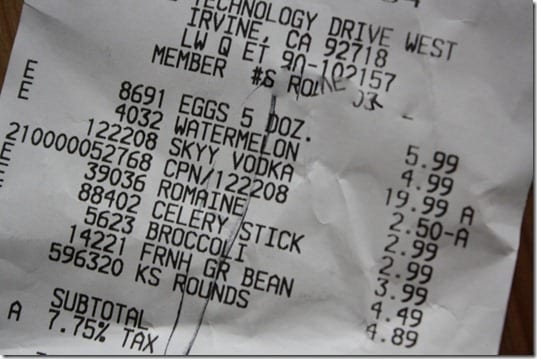 TECHNOLOGY DRIVE WEST
IRVINE, CA 92718
LW Q ET 90-102157
MEMBER #S
E 8691 EGGS 5 DOZ. 5.99
E 4032 WATERMELON 4.99
122208 SKYY VODKA 19.99 A
2100000052768 CPN/122208 2.50-A
E 39036 ROMAINE 2.99
E 88402 CELERY STICK 2.99
5623 BROCCOLI 3.99
14221 FRNH GR BEAN 4.49
596320 KS ROUNDS 4.89
SUBTOTAL
A 7.75% TAX